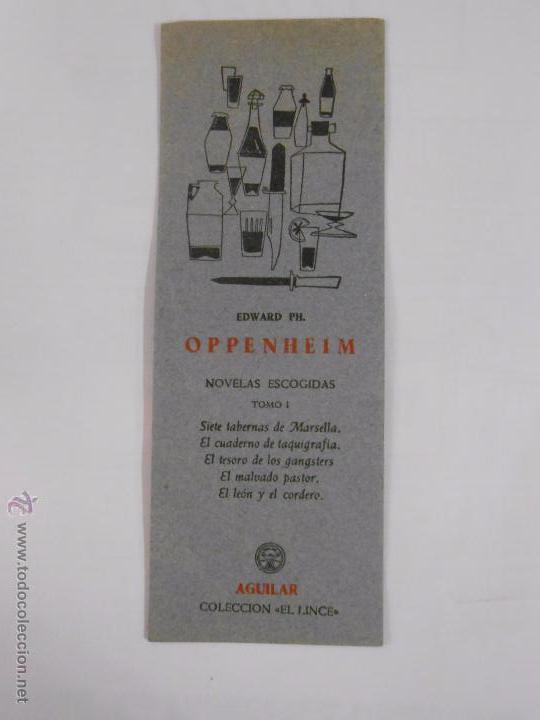 EDWARD PH.
OPPENHEIM
NOVELAS ESCOGIDAS
TOMO I
Siete tabernas de Marsella.
El cuaderno de taquigrafía.
El tesoro de los gangsters
El malvado pastor.
El león y el cordero.
AGUILAR
COLECCION «EL LINCE»
www.todocoleccion.net